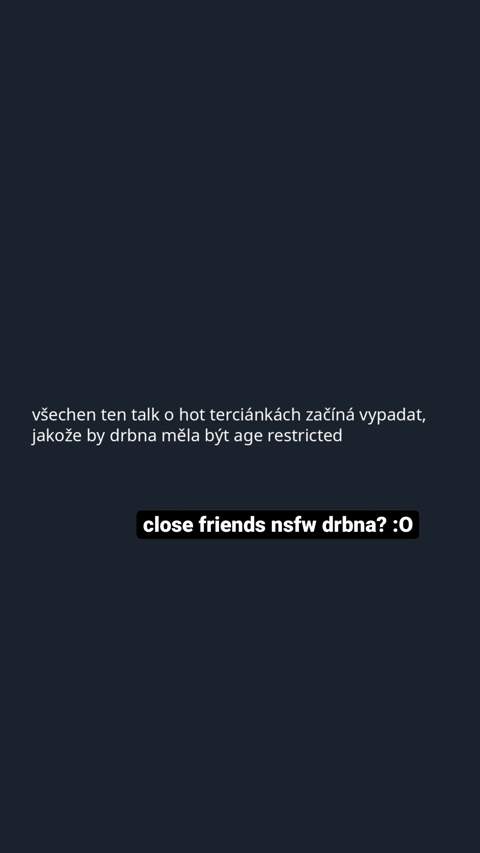 všechen ten talk o hot terciánkách začíná vypadat,
jakože by drbna měla být age restricted
close friends nsfw drbna? :O